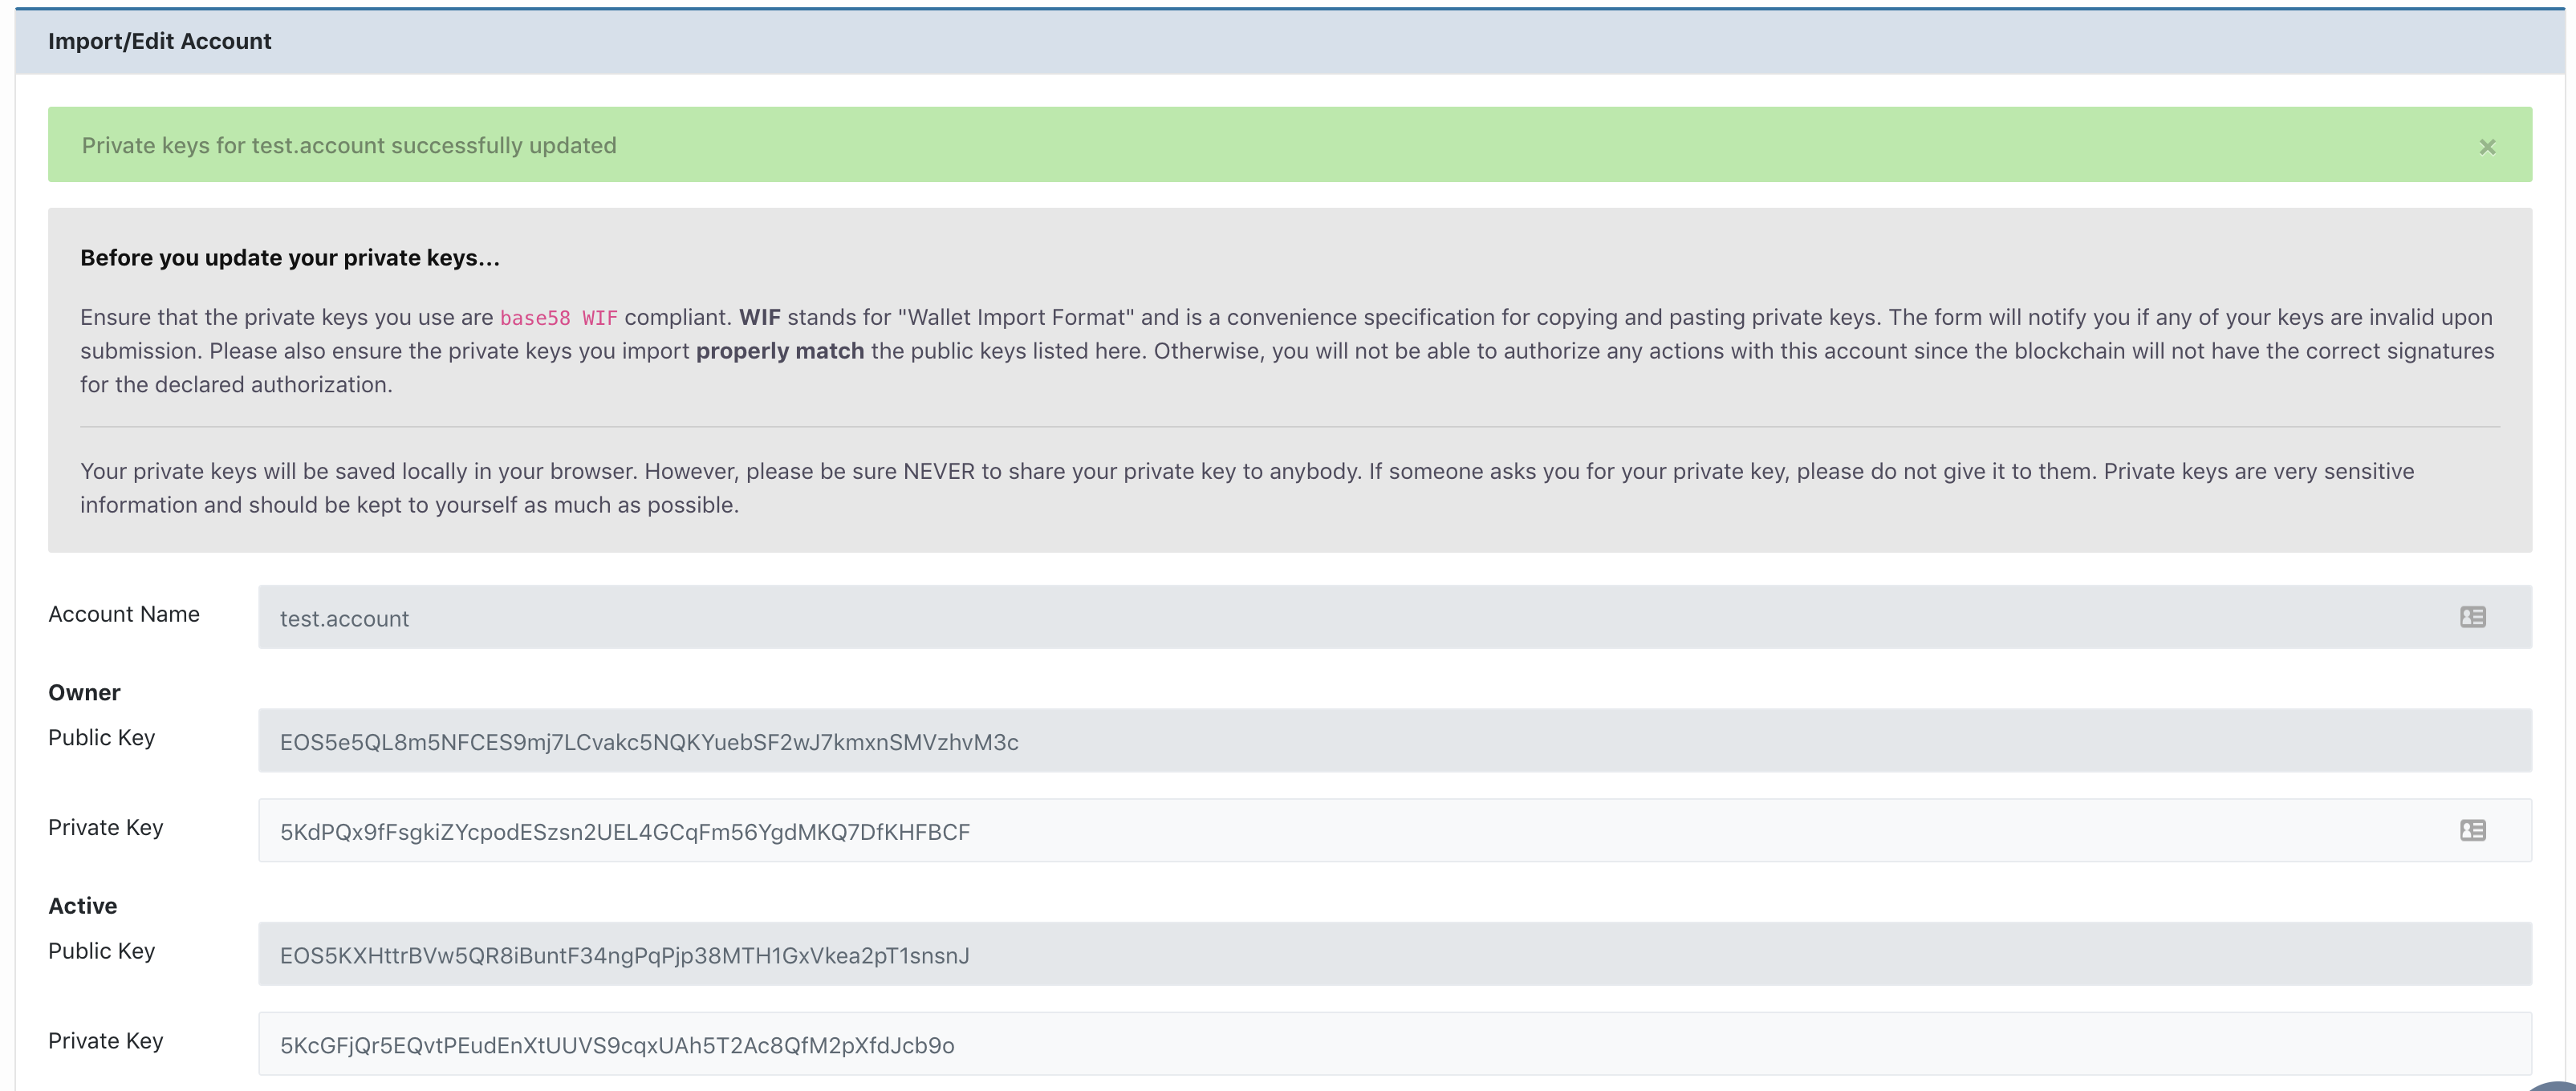 Import/Edit Account
Private keys for test.account successfully updated
×
Before you update your private keys...
Ensure that the private keys you use are base58 WIF compliant. WIF stands for "Wallet Import Format" and is a convenience specification for copying and pasting private keys. The form will notify you if any of your keys are invalid upon
submission. Please also ensure the private keys you import properly match the public keys listed here. Otherwise, you will not be able to authorize any actions with this account since the blockchain will not have the correct signatures
for the declared authorization.
Your private keys will be saved locally in your browser. However, please be sure NEVER to share your private key to anybody. If someone asks you for your private key, please do not give it to them. Private keys are very sensitive
information and should be kept to yourself as much as possible.
Account Name test.account
Owner
Public Key EOS5e5QL8m5NFCES9mj7LCvakc5NQKYuebSF2wJ7kmxnSMVzhvM3c
Private Key 5KdPQx9fFsgkiZYcpodESzsn2UEL4GCqFm56YgdMKQ7DfKHFBCF
Active
Public Key EOS5KXHttrBVw5QR8iBuntF34ngPqPjp38MTH1GxVkea2pT1snsnJ
Private Key 5KcGFjQr5EQvtPEudEnXtUUVS9cqxUAh5T2Ac8QfM2pXfdJcb9o